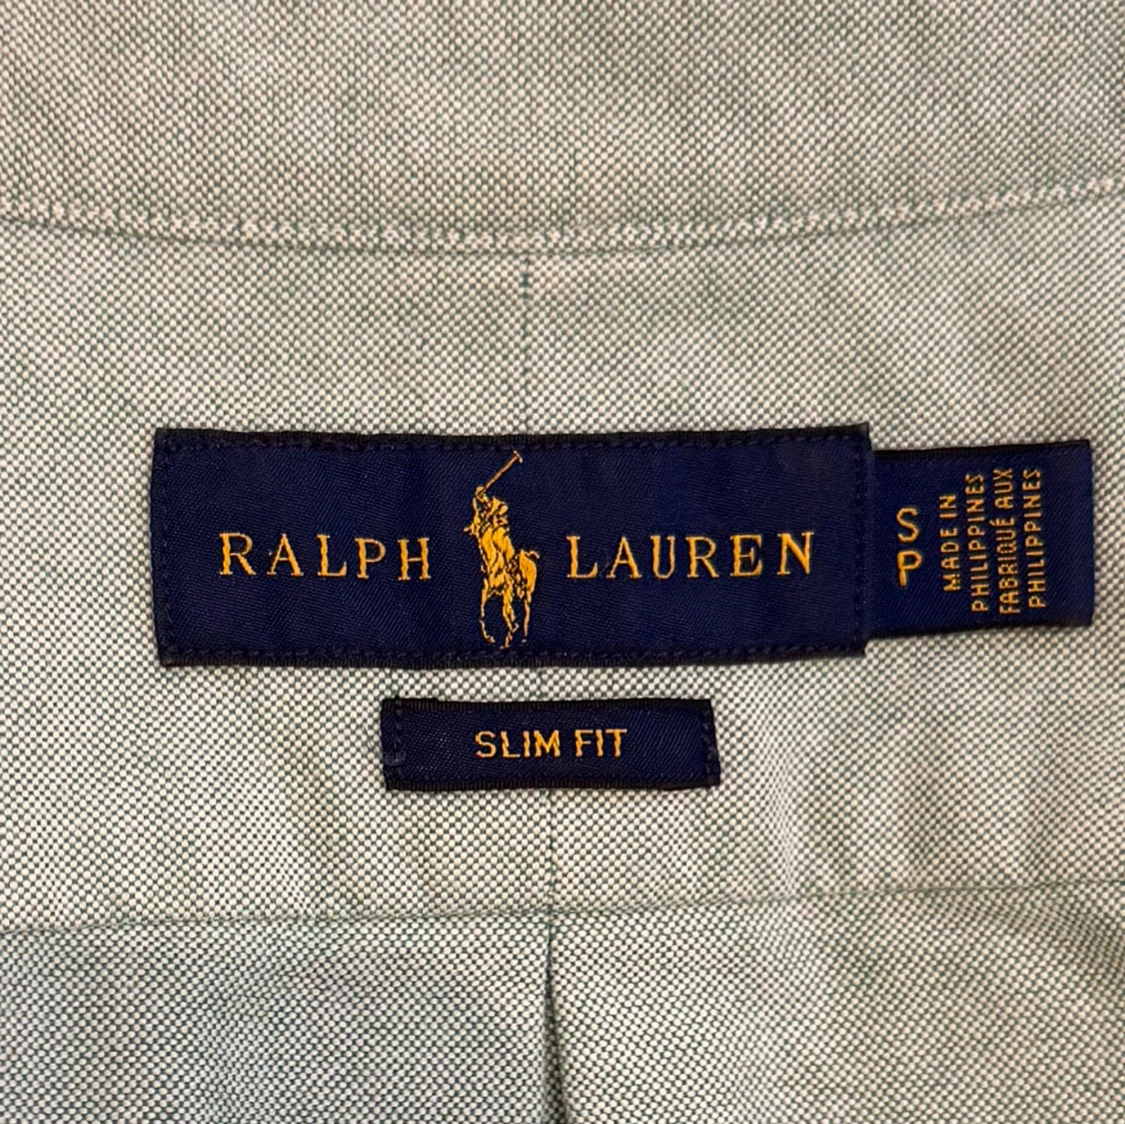 RALPH LAUREN
S
P
MADE IN
PHILIPPINES
FABRIQUÉ AUX
PHILIPPINES
SLIM FIT